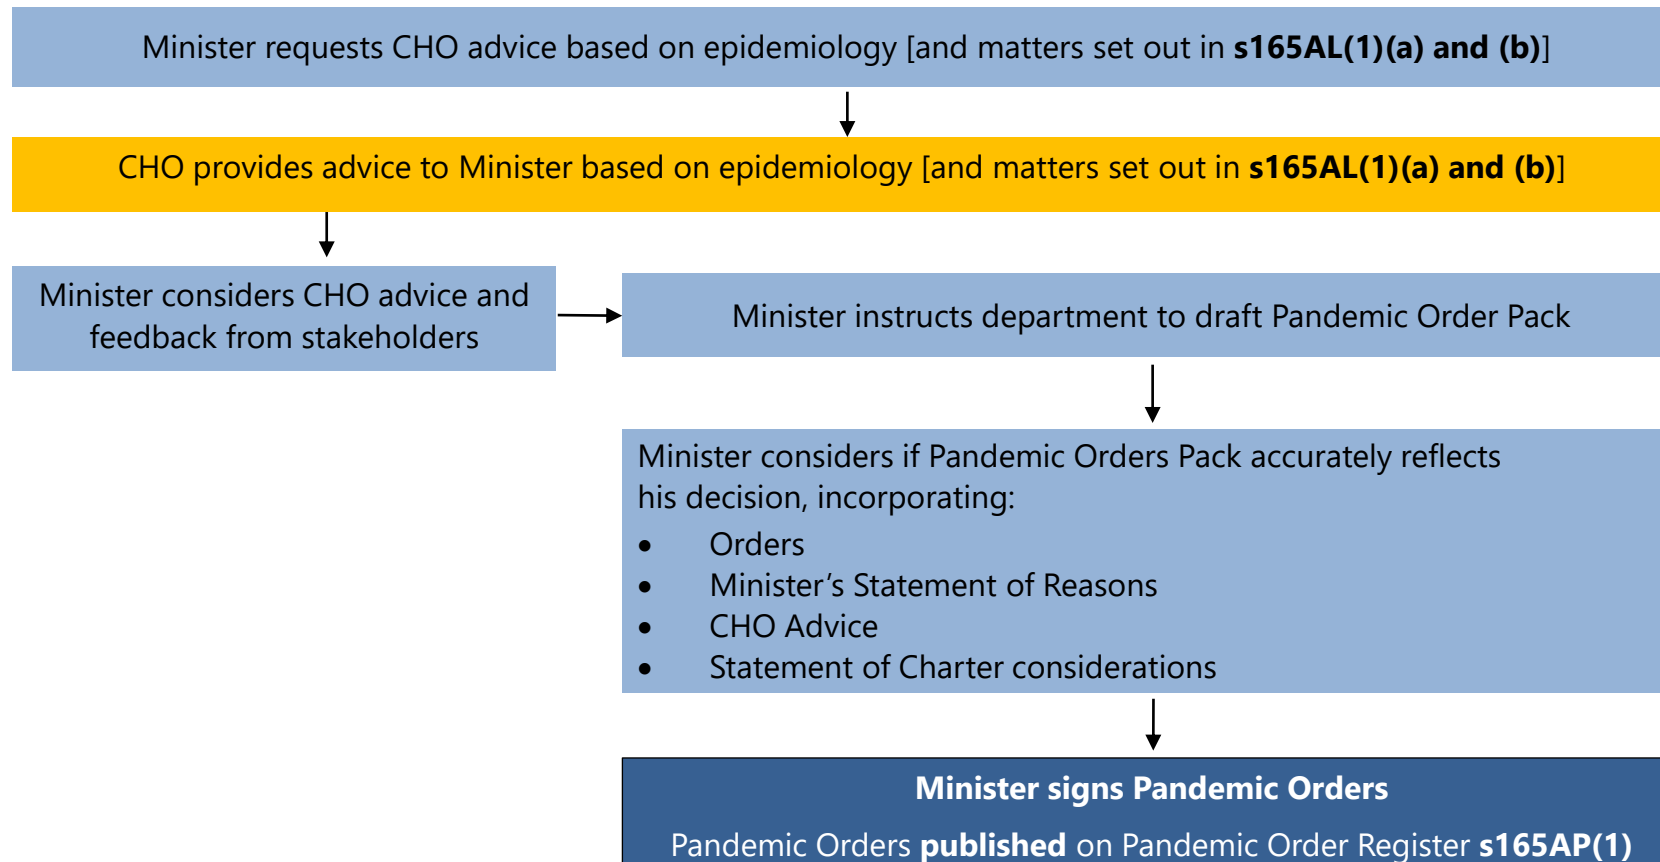 Minister requests CHO advice based on epidemiology [and matters set out in s165AL(1)(a) and (b)]
CHO provides advice to Minister based on epidemiology [and matters set out in s165AL(1)(a) and (b)]
Minister considers CHO advice and
feedback from stakeholders
Minister instructs department to draft Pandemic Order Pack
Minister considers if Pandemic Orders Pack accurately reflects
his decision, incorporating:
• Orders
• Minister’s Statement of Reasons
• CHO Advice
• Statement of Charter considerations
Minister signs Pandemic Orders
Pandemic Orders published on Pandemic Order Register s165AP(1)